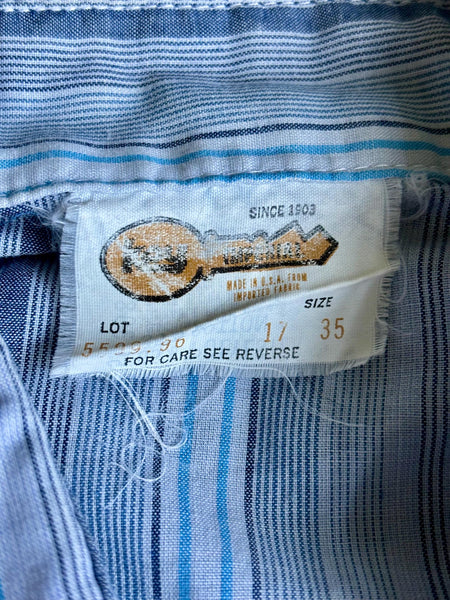 SINCE 1903
MADE IN U.S.A. FROM
IMPORTED FABRIC
SIZE
LOT
17 35
FOR CARE SEE REVERSE